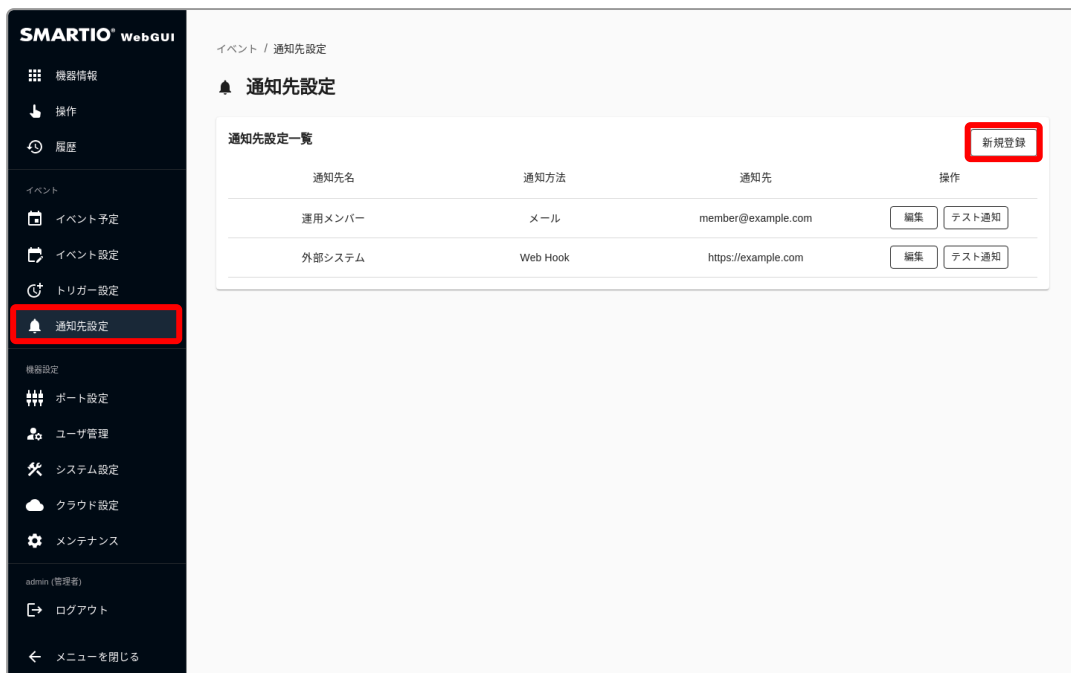 SMARTIO® WebGUI
機器情報
操作
履歴
イベント
イベント予定
イベント設定
トリガー設定
通知先設定
機器設定
ポート設定
ユーザ管理
システム設定
クラウド設定
メンテナンス
admin (管理者)
ログアウト
メニューを閉じる
イベント / 通知先設定
通知先設定
通知先設定一覧
新規登録
通知先名 通知方法 通知先 操作
運用メンバー メール member@example.com 編集 テスト通知
外部システム Web Hook https://example.com 編集 テスト通知